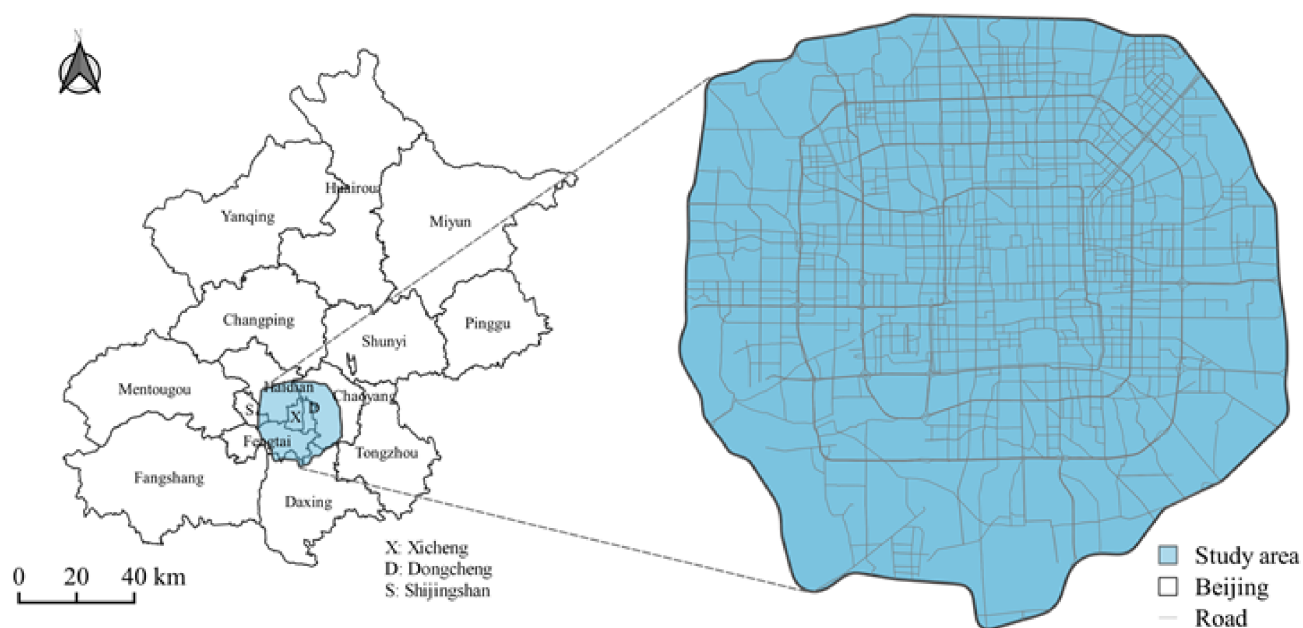 N
Huairou
Yanqing
Miyun
Changping
Shunyi
Pinggu
Mentougou
Haidian
Chaoyang
S
X
D
Fengtai
Tongzhou
Fangshang
Daxing
X: Xicheng
D: Dongcheng
S: Shijingshan
0 20 40 km
Study area
Beijing
Road